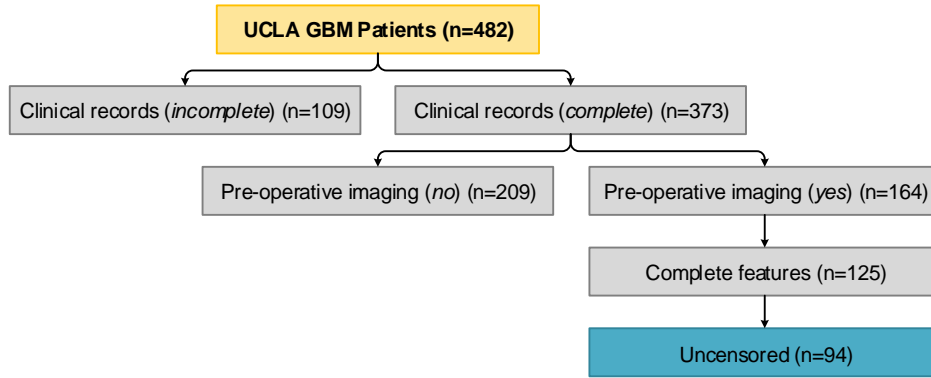 UCLA GBM Patients (n=482)
Clinical records (incomplete) (n=109)
Clinical records (complete) (n=373)
Pre-operative imaging (no) (n=209)
Pre-operative imaging (yes) (n=164)
Complete features (n=125)
Uncensored (n=94)